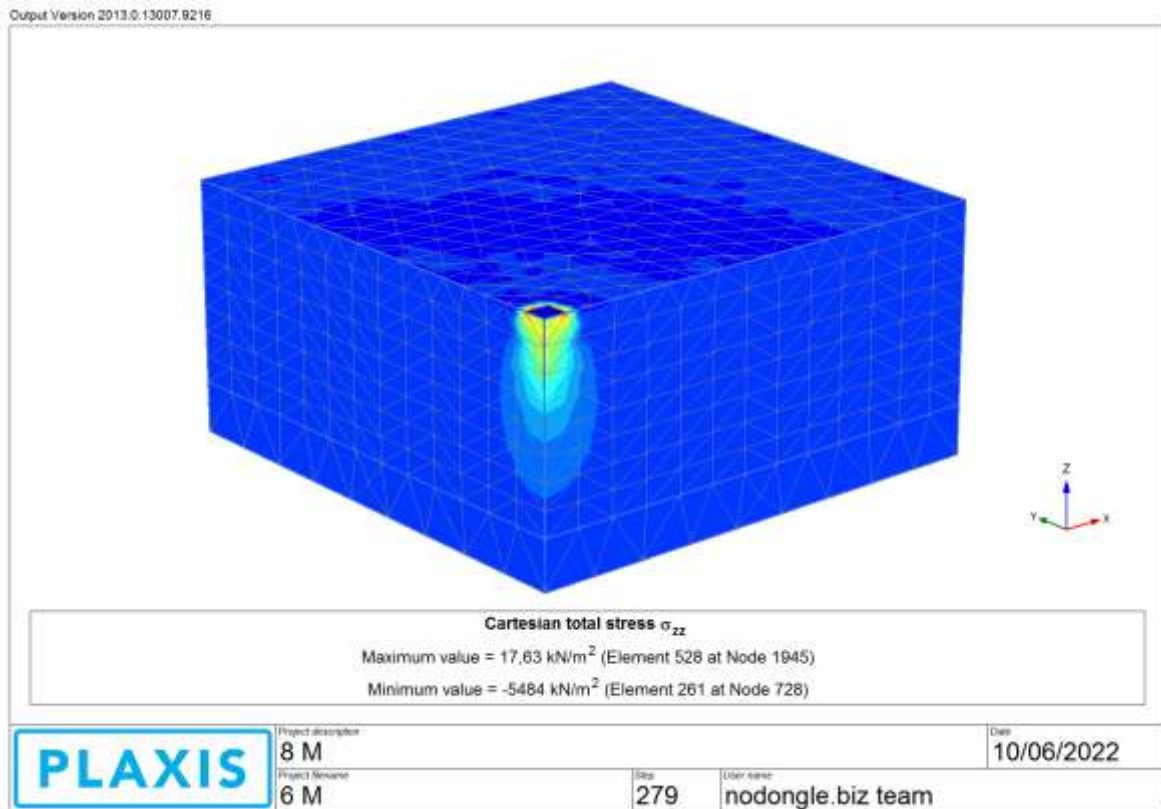 Output Version 2013.0.13007.9216
Z
Y
X
Cartesian total stress σzz
Maximum value = 17,63 kN/m² (Element 528 at Node 1945)
Minimum value = -5484 kN/m² (Element 261 at Node 728)
PLAXIS
Project description
8 M
Date
10/06/2022
Project filename
6 M
Step
279
User name
nodongle.biz team